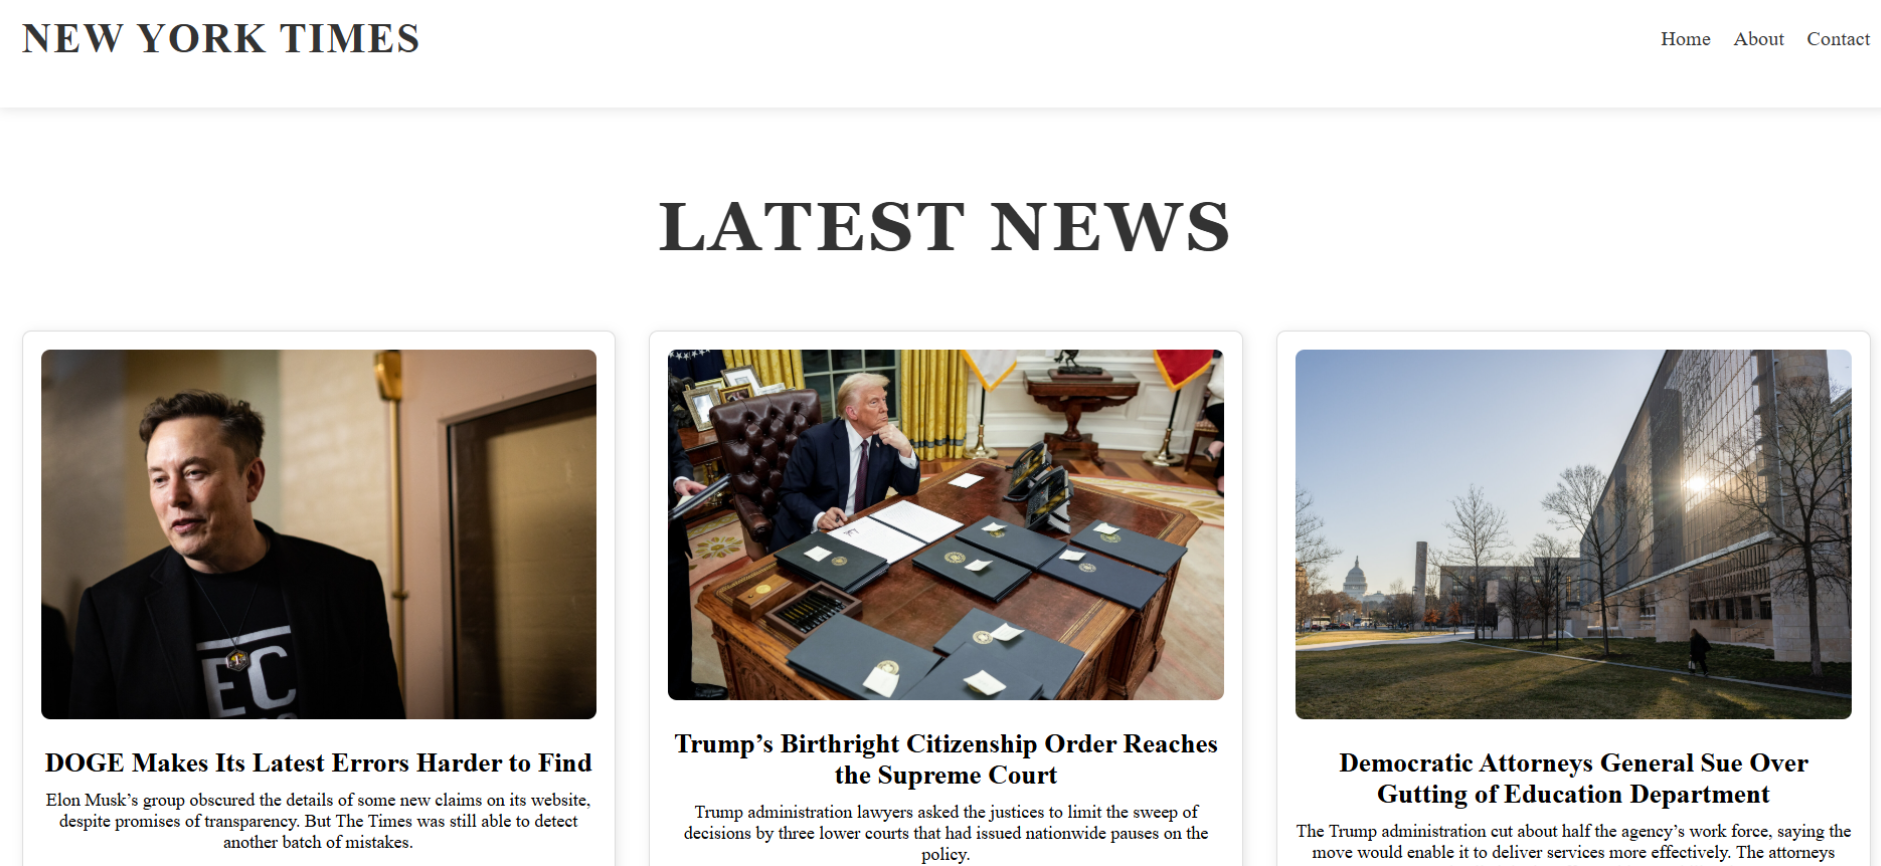 NEW YORK TIMES
Home About Contact
LATEST NEWS
EC
DOGE Makes Its Latest Errors Harder to Find
Elon Musk’s group obscured the details of some new claims on its website,
despite promises of transparency. But The Times was still able to detect
another batch of mistakes.
Trump’s Birthright Citizenship Order Reaches
the Supreme Court
Trump administration lawyers asked the justices to limit the sweep of
decisions by three lower courts that had issued nationwide pauses on the
policy.
Democratic Attorneys General Sue Over
Gutting of Education Department
The Trump administration cut about half the agency’s work force, saying the
move would enable it to deliver services more effectively. The attorneys